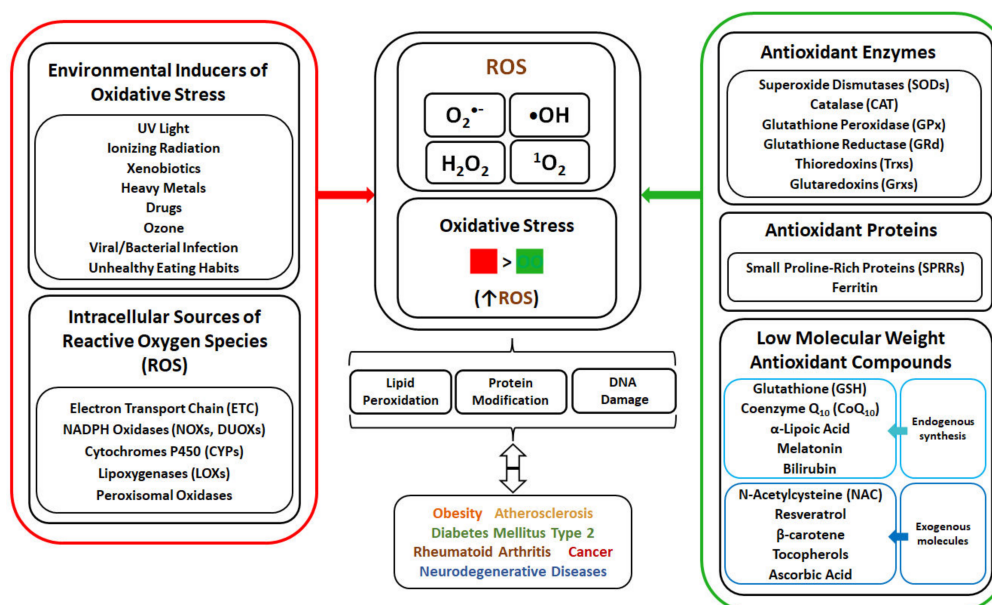 Environmental Inducers of
Oxidative Stress
UV Light
Ionizing Radiation
Xenobiotics
Heavy Metals
Drugs
Ozone
Viral/Bacterial Infection
Unhealthy Eating Habits
Intracellular Sources of
Reactive Oxygen Species
(ROS)
Electron Transport Chain (ETC)
NADPH Oxidases (NOXs, DUOXs)
Cytochromes P450 (CYPs)
Lipoxygenases (LOXs)
Peroxisomal Oxidases
ROS
O₂•⁻ •OH
H₂O₂ ¹O₂
Oxidative Stress
>
(↑ROS)
Lipid
Peroxidation
Protein
Modification
DNA
Damage
Obesity Atherosclerosis
Diabetes Mellitus Type 2
Rheumatoid Arthritis Cancer
Neurodegenerative Diseases
Antioxidant Enzymes
Superoxide Dismutases (SODs)
Catalase (CAT)
Glutathione Peroxidase (GPx)
Glutathione Reductase (GRd)
Thioredoxins (Trxs)
Glutaredoxins (Grxs)
Antioxidant Proteins
Small Proline-Rich Proteins (SPRRs)
Ferritin
Low Molecular Weight
Antioxidant Compounds
Glutathione (GSH)
Coenzyme Q₁₀ (CoQ₁₀)
α-Lipoic Acid
Melatonin
Bilirubin
Endogenous
synthesis
N-Acetylcysteine (NAC)
Resveratrol
β-carotene
Tocopherols
Ascorbic Acid
Exogenous
molecules